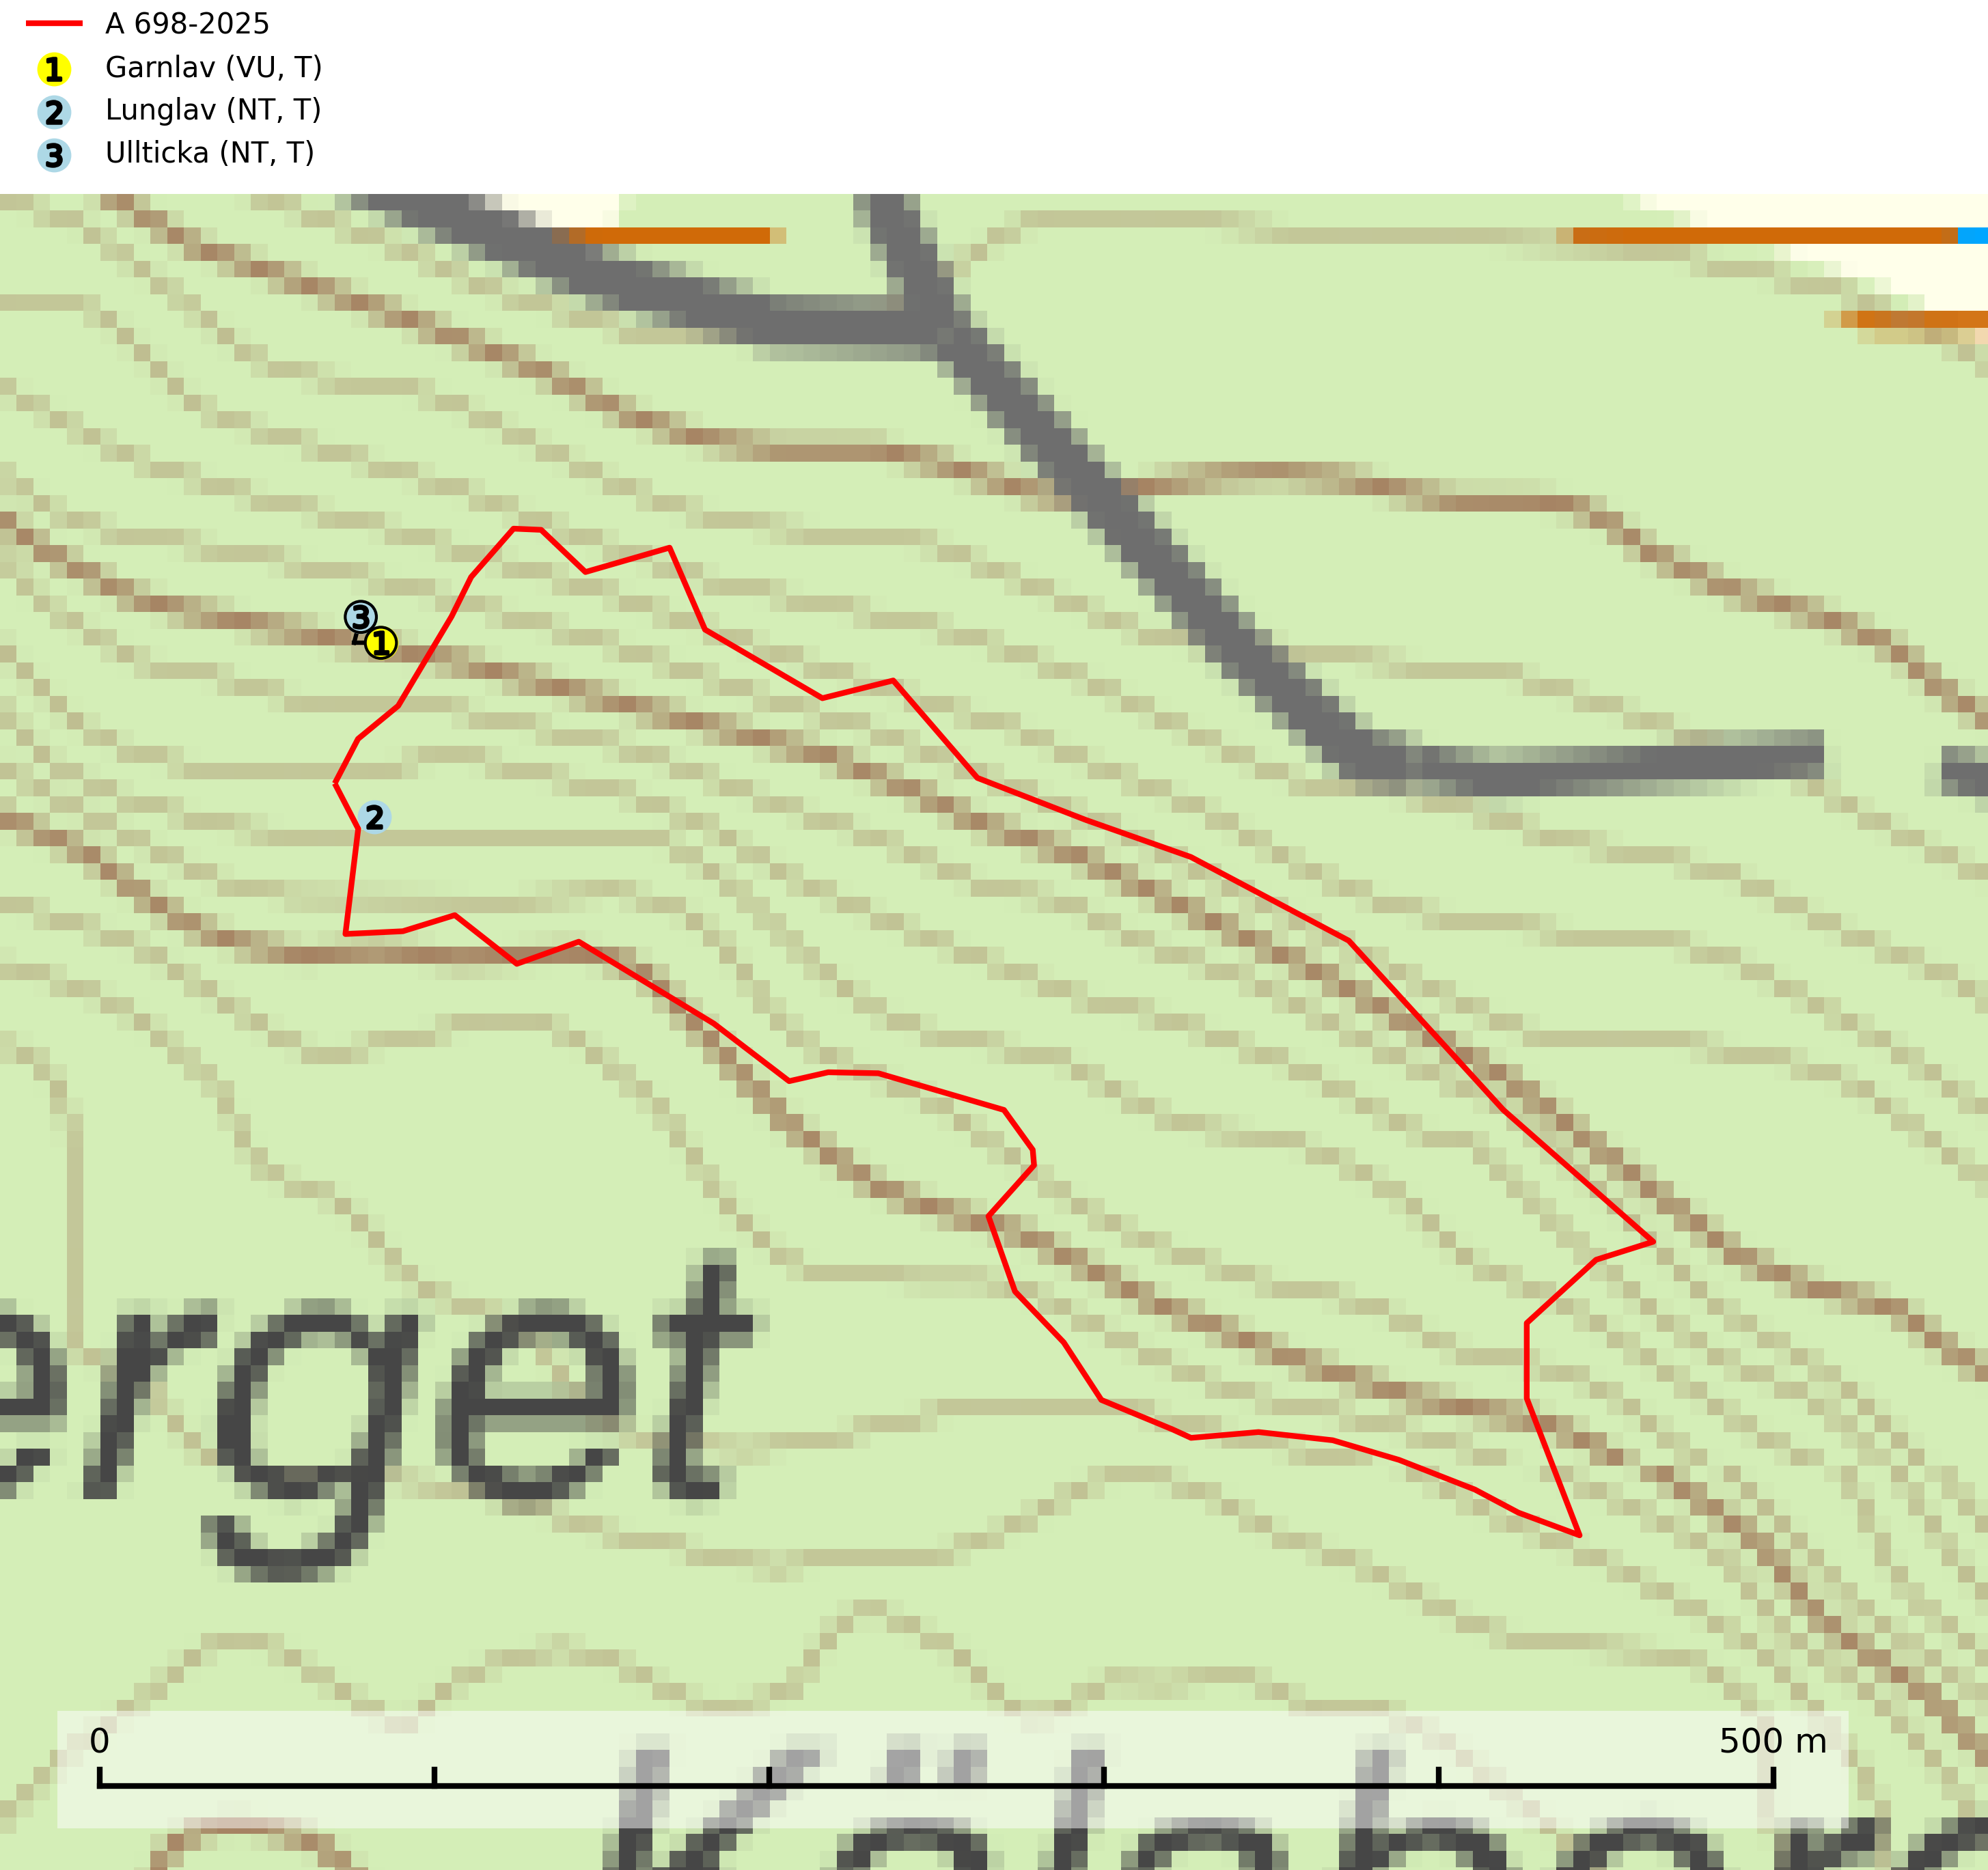 A 698-2025
1 Garnlav (VU, T)
2 Lunglav (NT, T)
3 Ullticka (NT, T)
3
1
2
erget
0
500 m